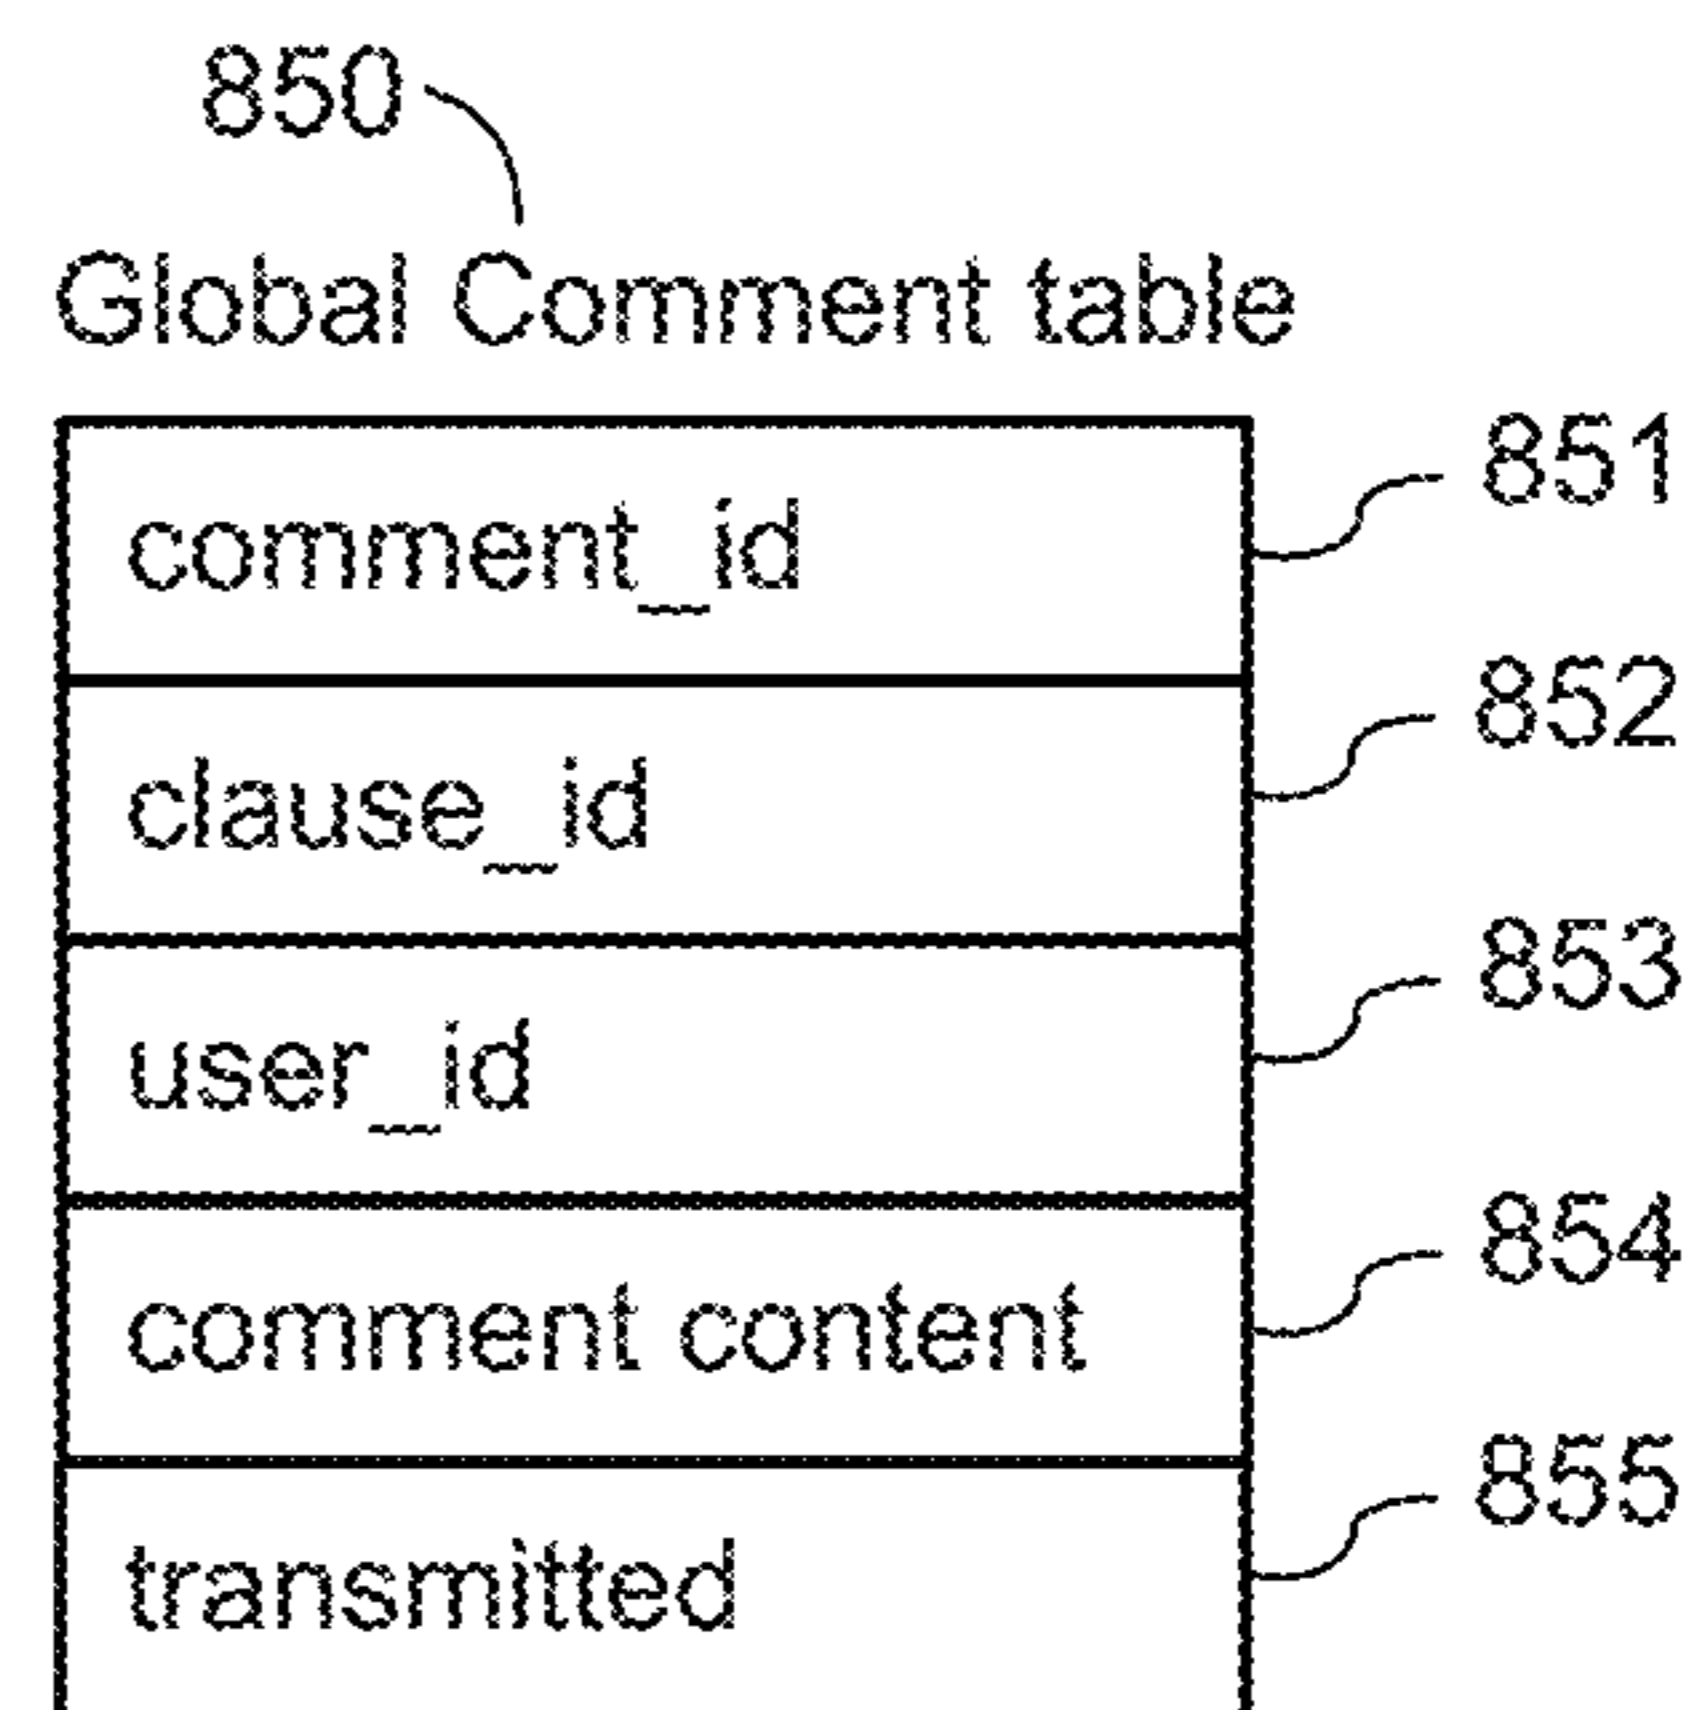 850
Global Comment table
comment_id 851
clause_id 852
user_id 853
comment content 854
transmitted 855